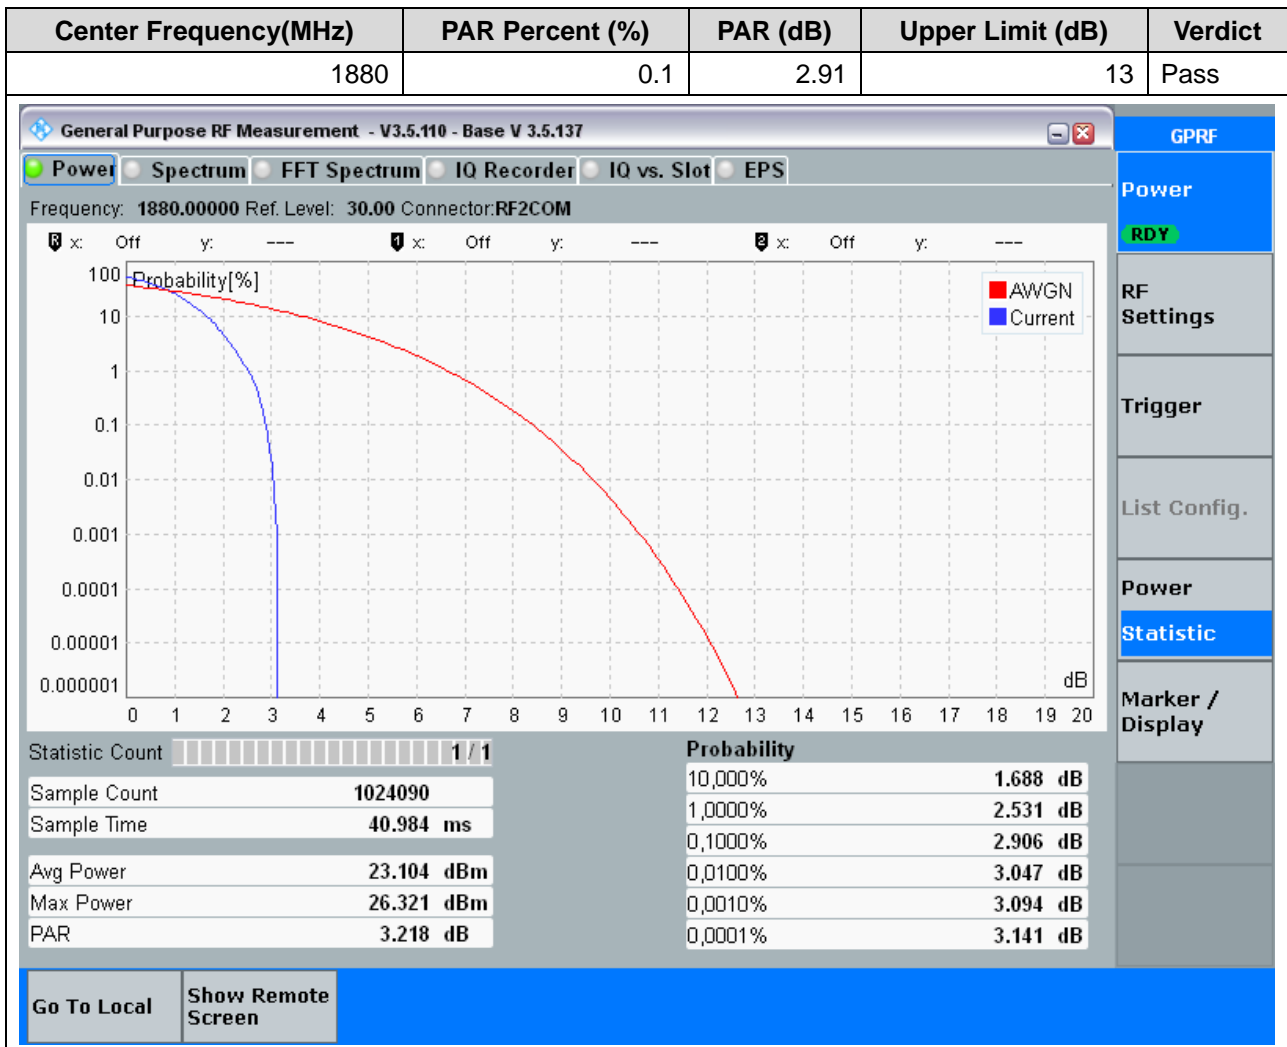 Center Frequency(MHz) PAR Percent (%) PAR (dB) Upper Limit (dB) Verdict
1880 0.1 2.91 13 Pass
General Purpose RF Measurement - V3.5.110 - Base V 3.5.137
GPRF
Power Spectrum FFT Spectrum IQ Recorder IQ vs. Slot EPS
Power
RDY
Frequency: 1880.00000 Ref. Level: 30.00 Connector:RF2COM
R x: Off y: --- 1 x: Off y: --- 2 x: Off y: ---
Probability[%]
AWGN
Current
100
10
1
0.1
0.01
0.001
0.0001
0.00001
0.000001
dB
0 1 2 3 4 5 6 7 8 9 10 11 12 13 14 15 16 17 18 19 20
RF
Settings
Trigger
List Config.
Power
Statistic
Marker /
Display
Statistic Count 1 / 1
Sample Count 1024090
Sample Time 40.984 ms
Avg Power 23.104 dBm
Max Power 26.321 dBm
PAR 3.218 dB
Probability
10,000% 1.688 dB
1,0000% 2.531 dB
0,1000% 2.906 dB
0,0100% 3.047 dB
0,0010% 3.094 dB
0,0001% 3.141 dB
Go To Local
Show Remote
Screen